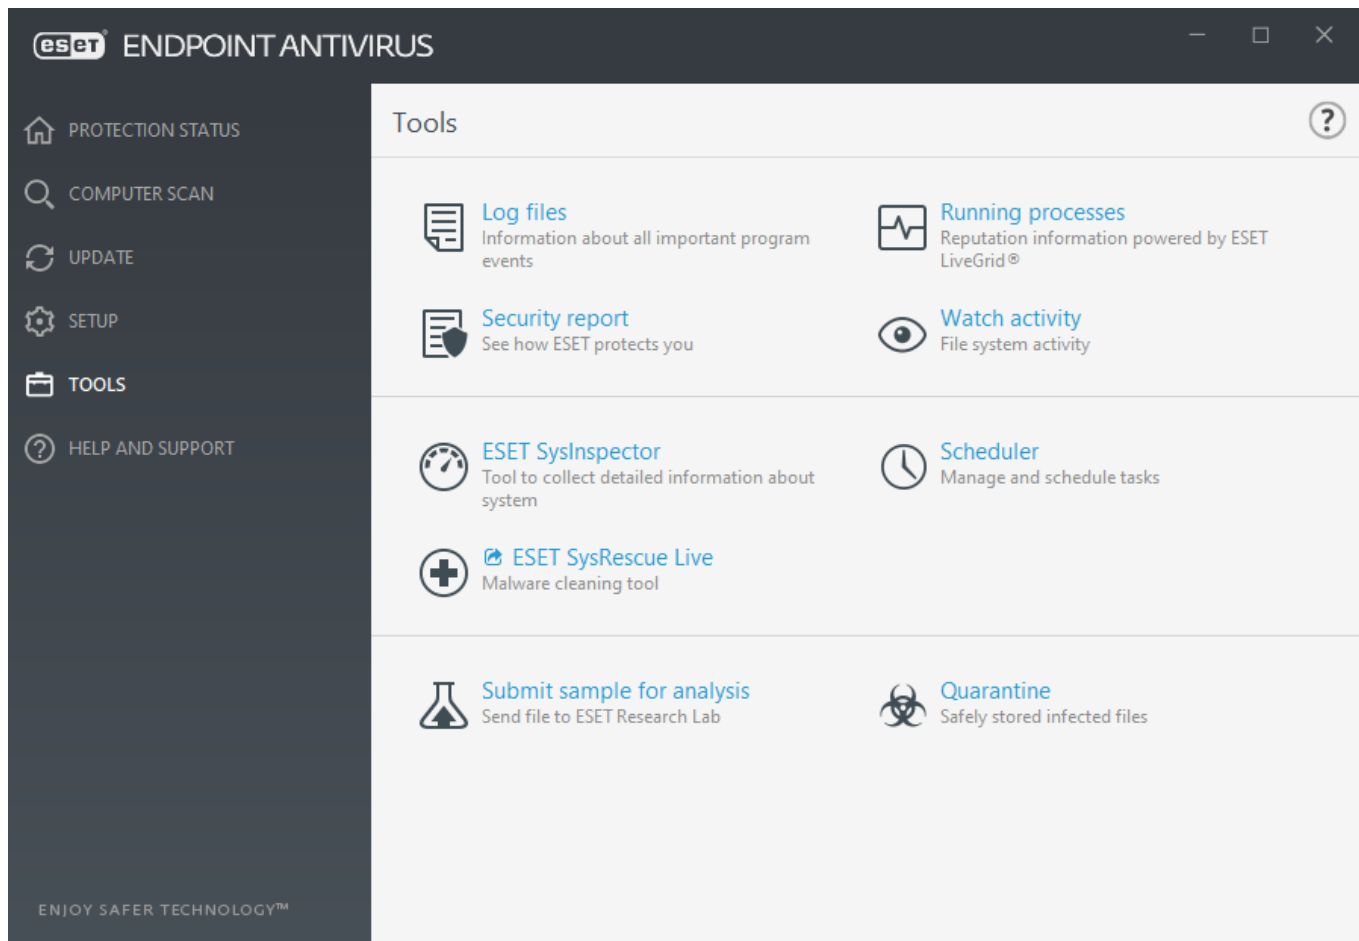 eset ENDPOINT ANTIVIRUS
PROTECTION STATUS
COMPUTER SCAN
UPDATE
SETUP
TOOLS
HELP AND SUPPORT
ENJOY SAFER TECHNOLOGY™
Tools
?
Log files
Information about all important program
events
Running processes
Reputation information powered by ESET
LiveGrid®
Security report
See how ESET protects you
Watch activity
File system activity
ESET SysInspector
Tool to collect detailed information about
system
Scheduler
Manage and schedule tasks
ESET SysRescue Live
Malware cleaning tool
Submit sample for analysis
Send file to ESET Research Lab
Quarantine
Safely stored infected files